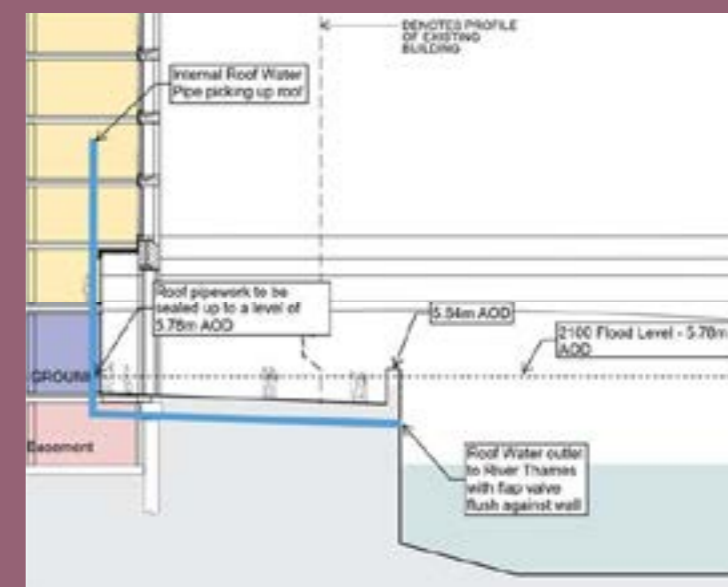 DENOTES PROFILE
OF EXISTING
BUILDING
Internal Roof Water
Pipe picking up roof
Roof pipework to be
sealed up to a level of
5.78m AOD
5.94m AOD
2100 Flood Level - 5.78m
AOD
GROUN
Basement
Roof Water outlet
to River Thames
with flap valve
flush against wall